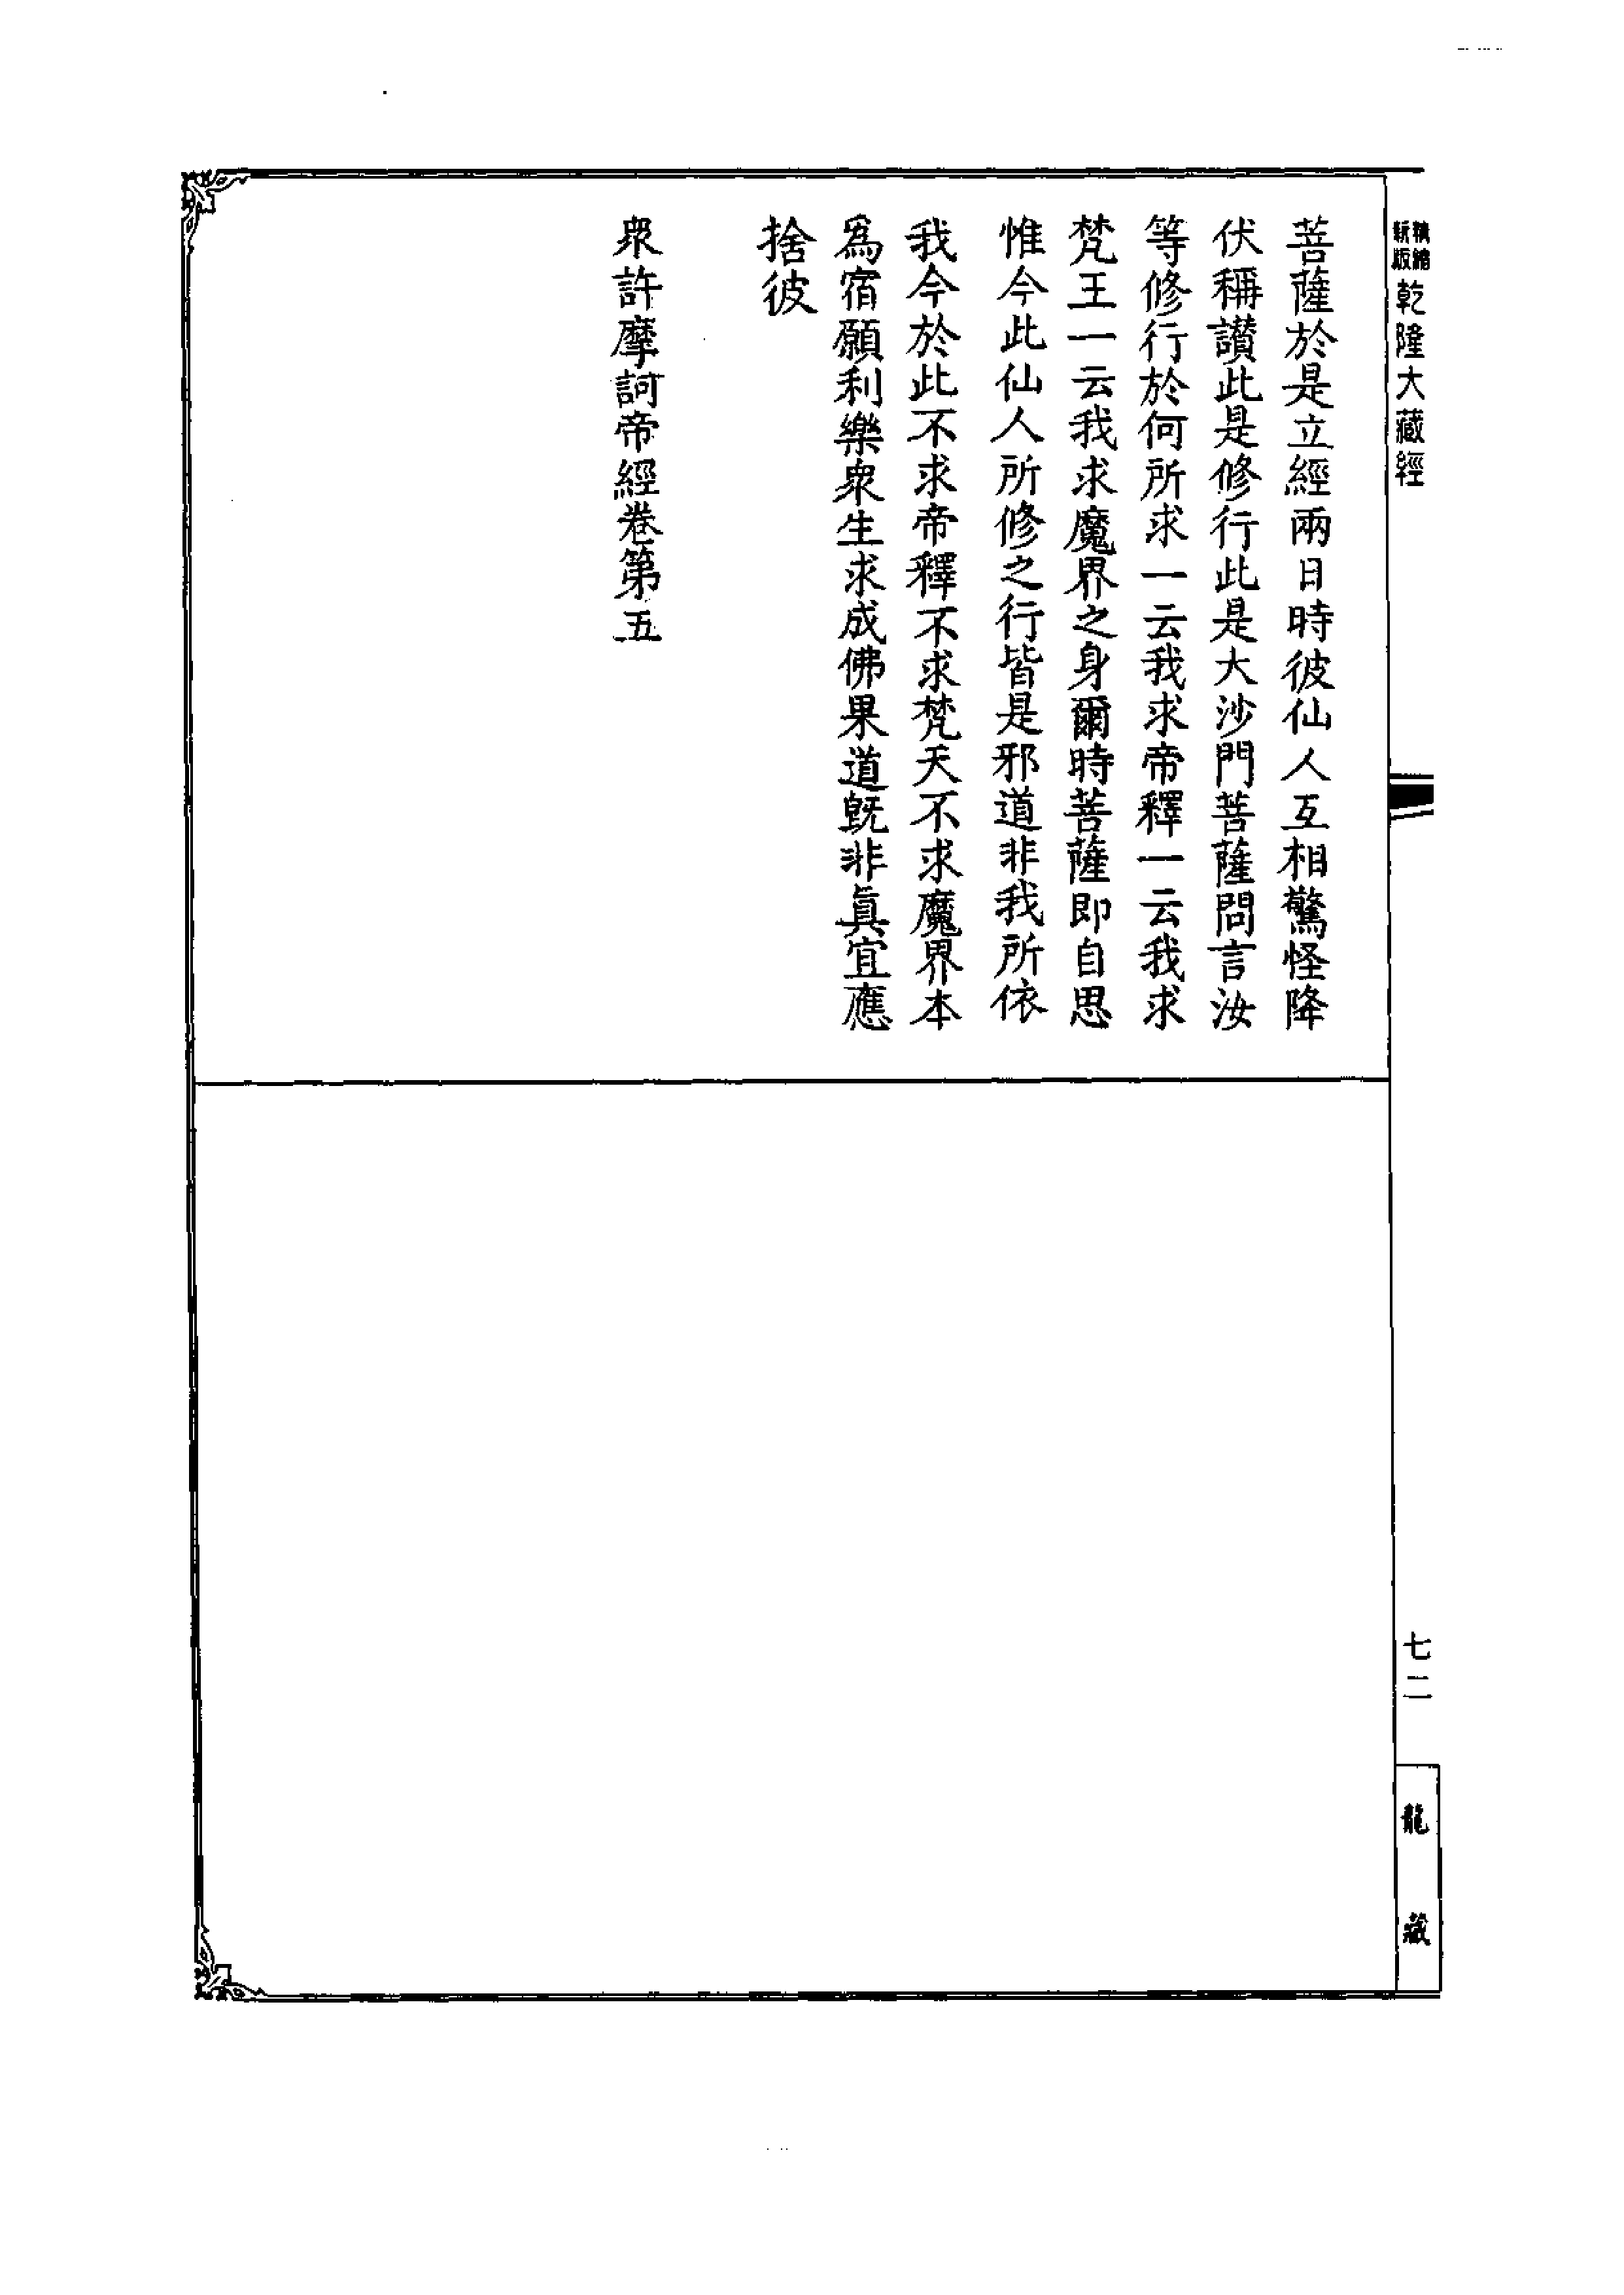 精縮新版乾隆大藏經
菩薩於是立經兩日時彼仙人互相驚怪降
伏稱讃此是修行此是大沙門菩薩問言汝
等修行於何所求一云我求帝釋一云我求
梵王一云我求魔界之身爾時菩薩即自思
惟今此仙人所修之行皆是邪道非我所依
我今於此不求帝釋不求梵天不求魔界本
爲宿願利樂衆生求成佛果道旣非眞宜應
捨彼
衆許摩訶帝經卷第五
七二
龍藏